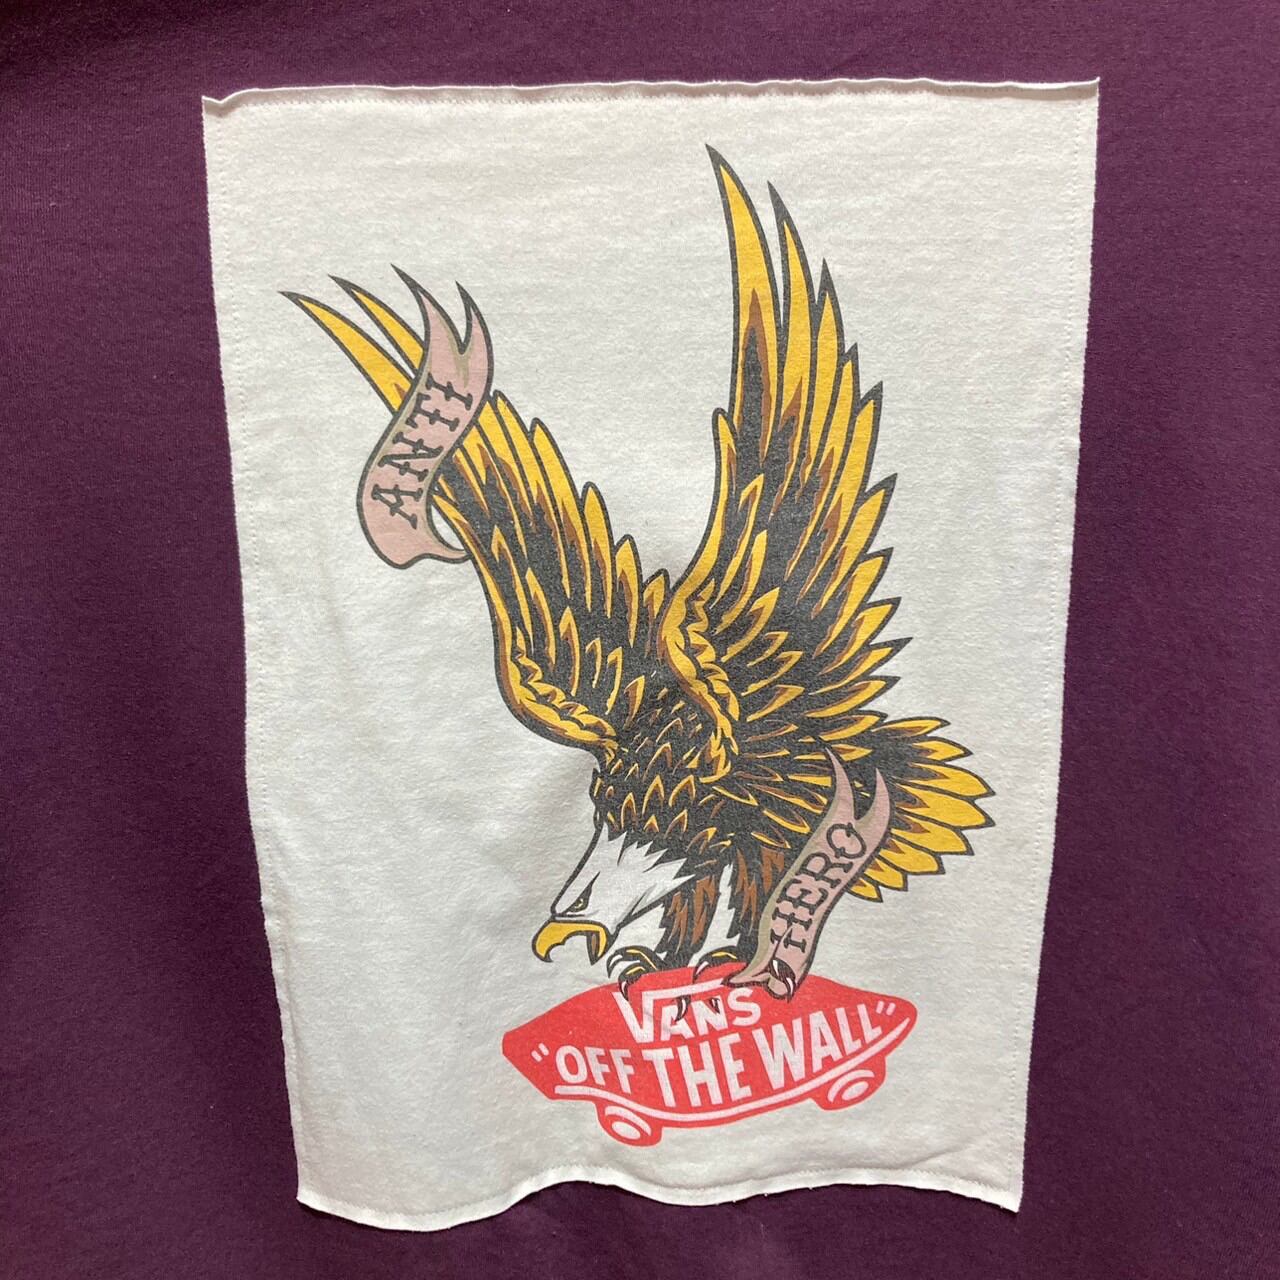 ANTI
HERO
VANS
"OFF THE WALL"